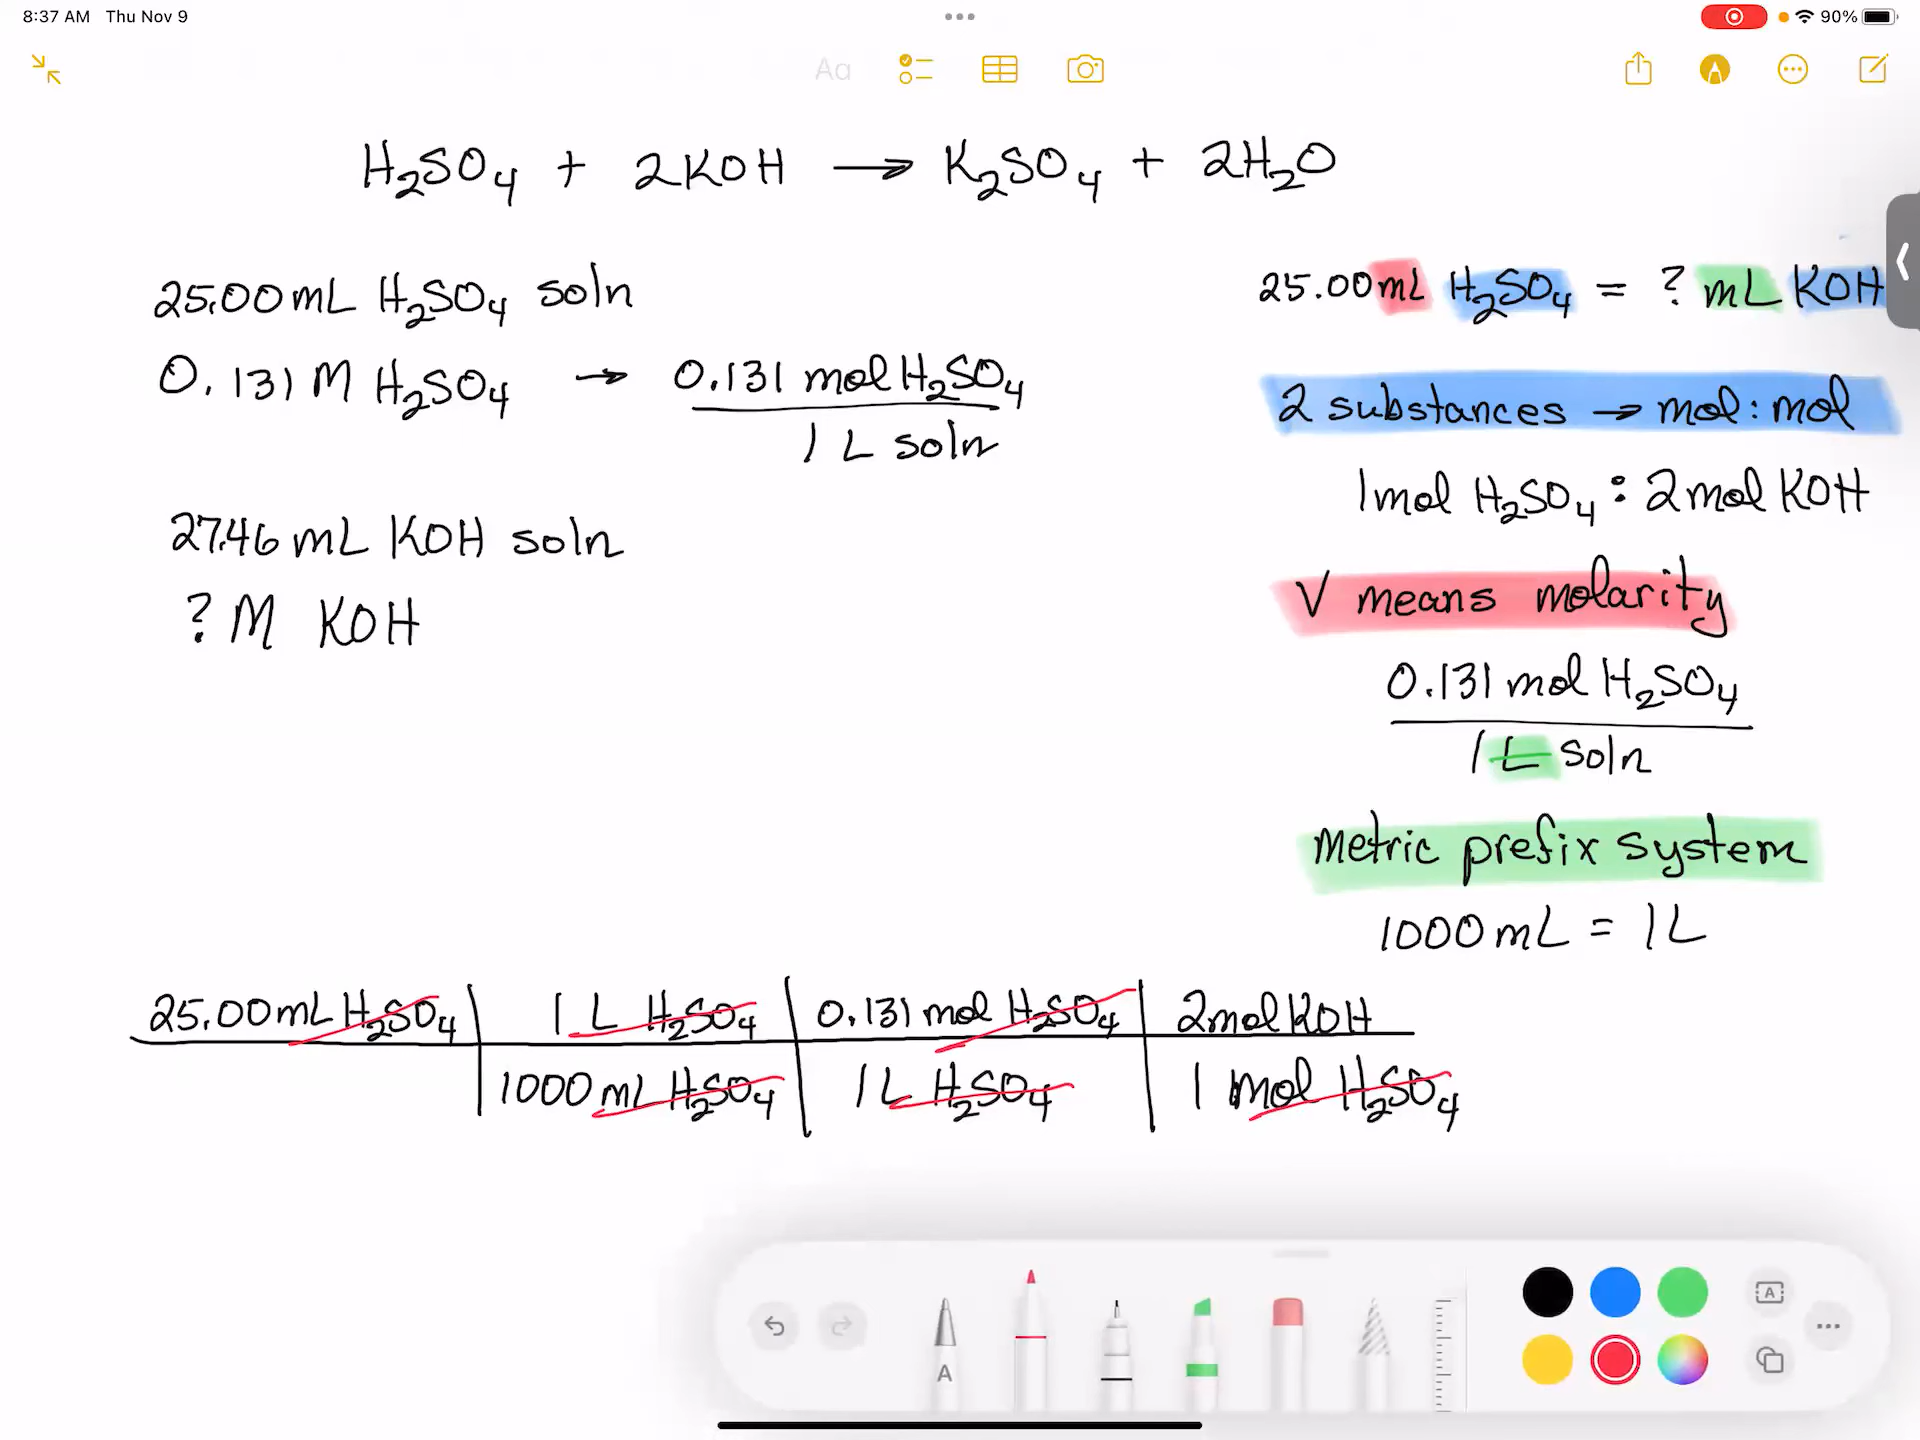 8:37 AM Thu Nov 9
90%
Aa
H₂SO₄ + 2KOH → K₂SO₄ + 2H₂O
25.00 mL H₂SO₄ soln
0.131 M H₂SO₄ → 0.131 mol H₂SO₄
1 L soln
27.46 mL KOH soln
? M KOH
25.00 mL H₂SO₄ = ? mL KOH
2 substances → mol : mol
1 mol H₂SO₄ : 2 mol KOH
V means molarity
0.131 mol H₂SO₄
1 L soln
Metric prefix system
1000 mL = 1 L
25.00 mL H₂SO₄ | 1 L H₂SO₄ | 0.131 mol H₂SO₄ | 2 mol KOH
1000 mL H₂SO₄ | 1 L H₂SO₄ | 1 mol H₂SO₄
A
A